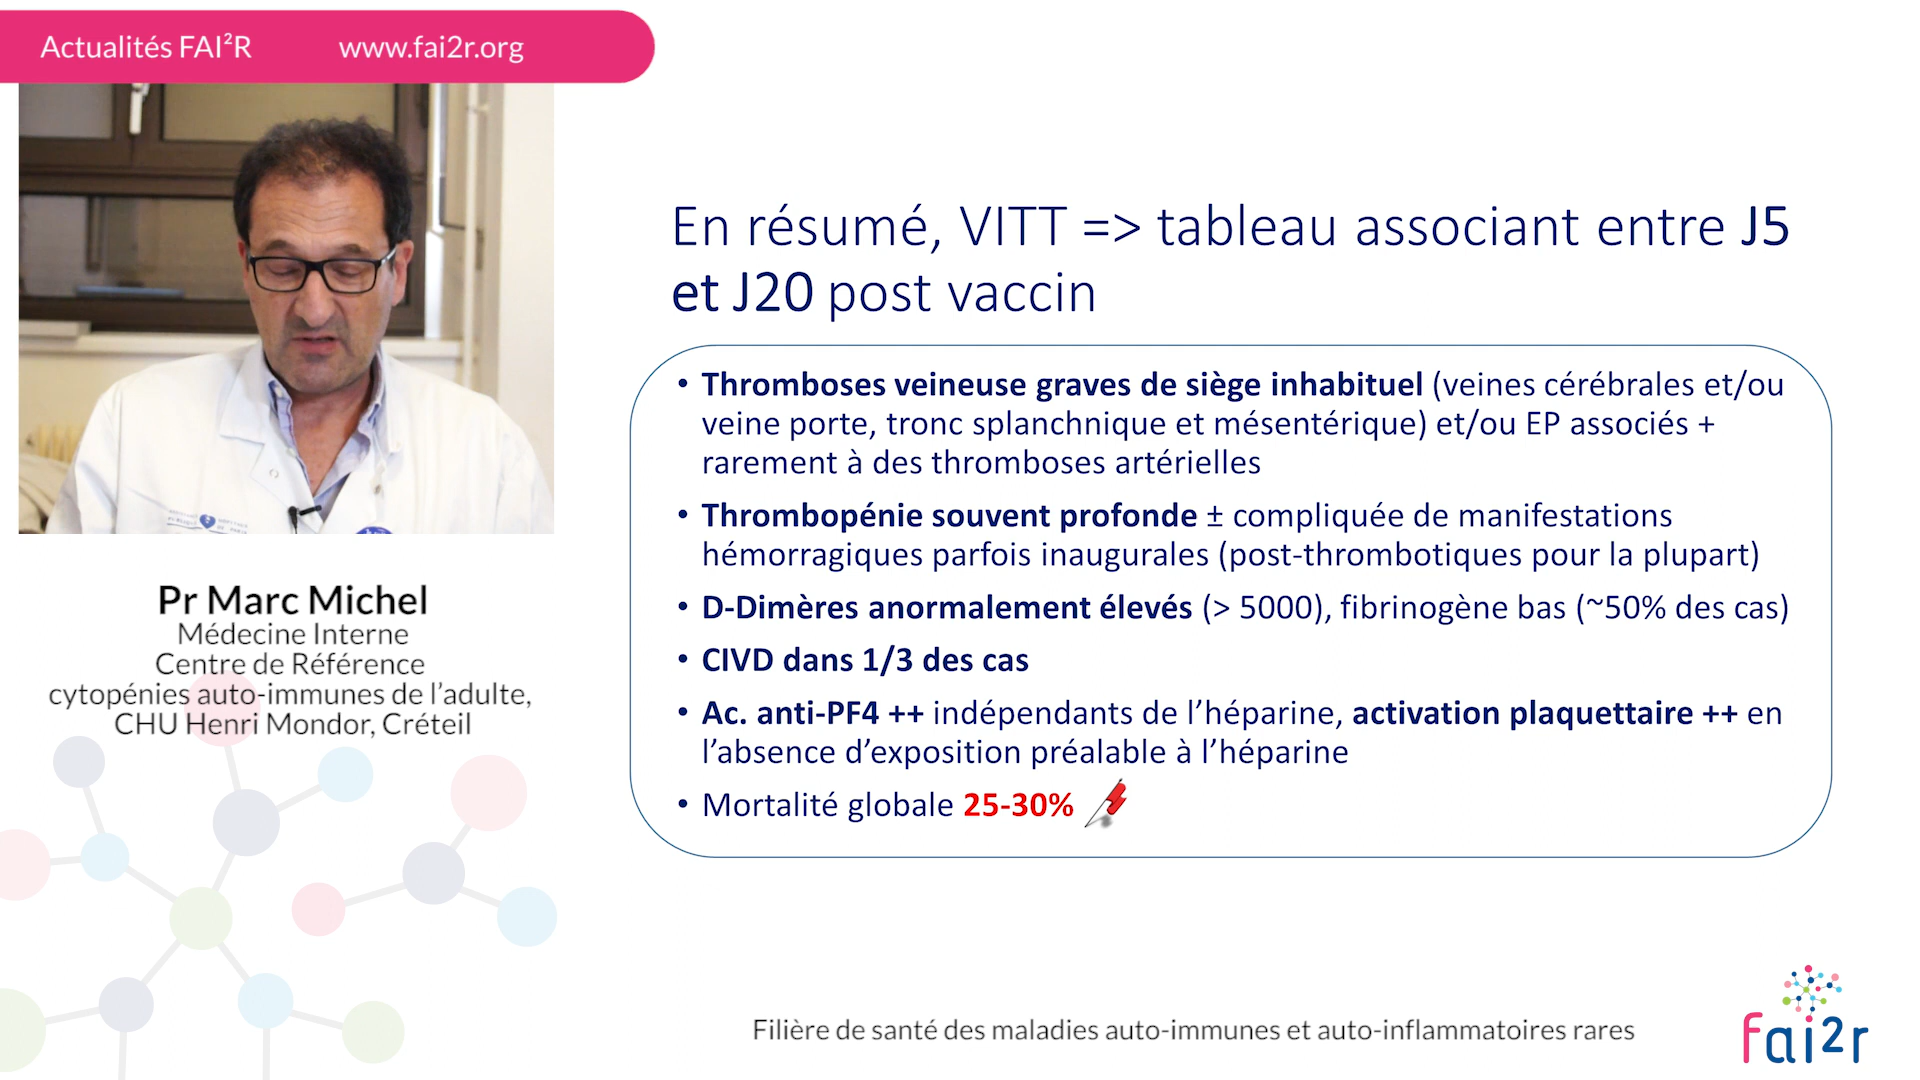 Actualités FAI²R www.fai2r.org
En résumé, VITT => tableau associant entre J5
et J20 post vaccin
• Thromboses veineuse graves de siège inhabituel (veines cérébrales et/ou
veine porte, tronc splanchnique et mésentérique) et/ou EP associés +
rarement à des thromboses artérielles
• Thrombopénie souvent profonde ± compliquée de manifestations
hémorragiques parfois inaugurales (post-thrombotiques pour la plupart)
• D-Dimères anormalement élevés (> 5000), fibrinogène bas (~50% des cas)
• CIVD dans 1/3 des cas
• Ac. anti-PF4 ++ indépendants de l’héparine, activation plaquettaire ++ en
l’absence d’exposition préalable à l’héparine
• Mortalité globale 25-30%
Pr Marc Michel
Médecine Interne
Centre de Référence
cytopénies auto-immunes de l’adulte,
CHU Henri Mondor, Créteil
Filière de santé des maladies auto-immunes et auto-inflammatoires rares
fai2r